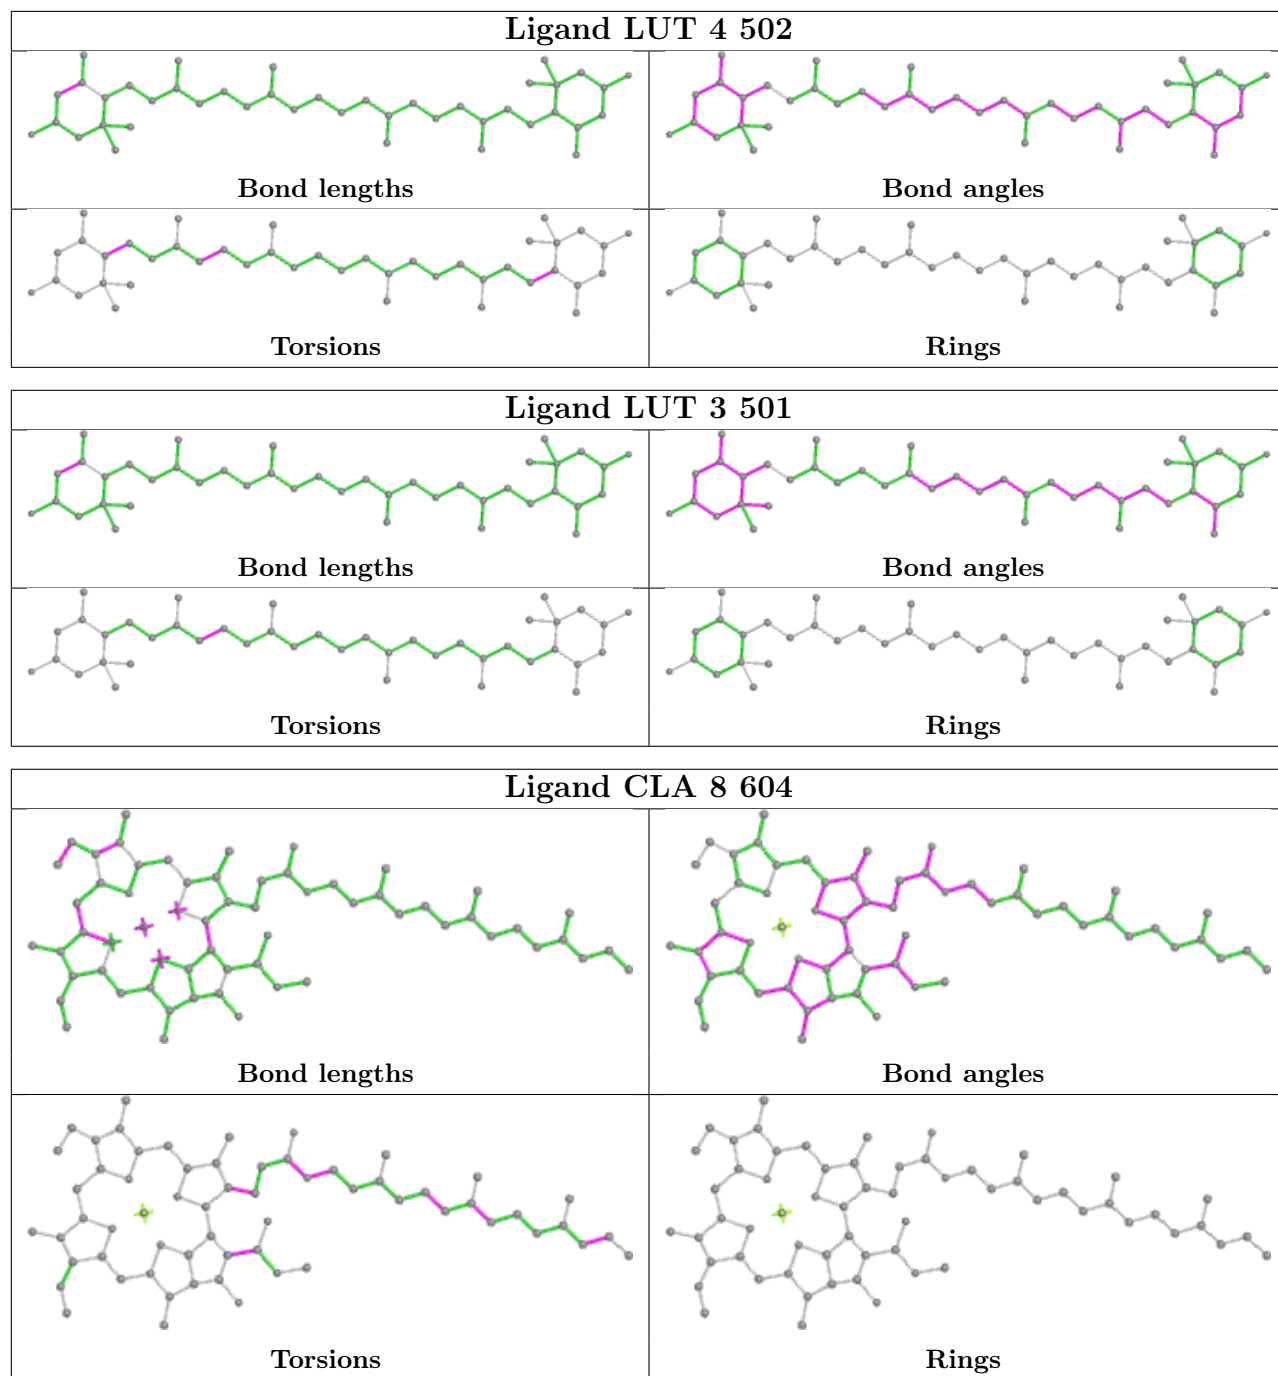 Ligand LUT 4 502
Bond lengths
Bond angles
Torsions
Rings
Ligand LUT 3 501
Bond lengths
Bond angles
Torsions
Rings
Ligand CLA 8 604
Bond lengths
Bond angles
Torsions
Rings